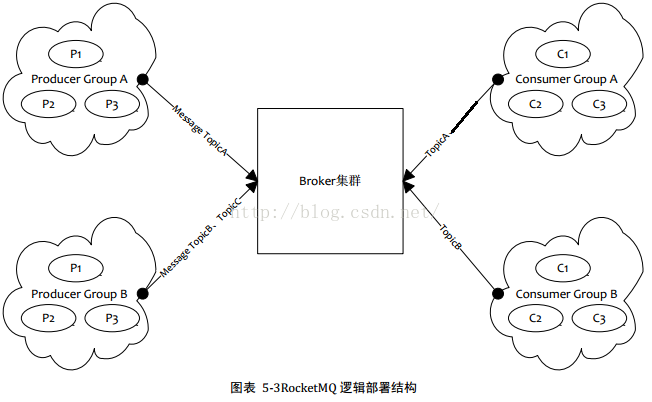 P1
Producer Group A
P2
P3
C1
Consumer Group A
C2
C3
Message TopicA
TopicA
Broker集群
http://blog.csdn.net/
Message TopicB、TopicC
TopicB
P1
Producer Group B
P2
P3
C1
Consumer Group B
C2
C3
图表 5-3RocketMQ 逻辑部署结构